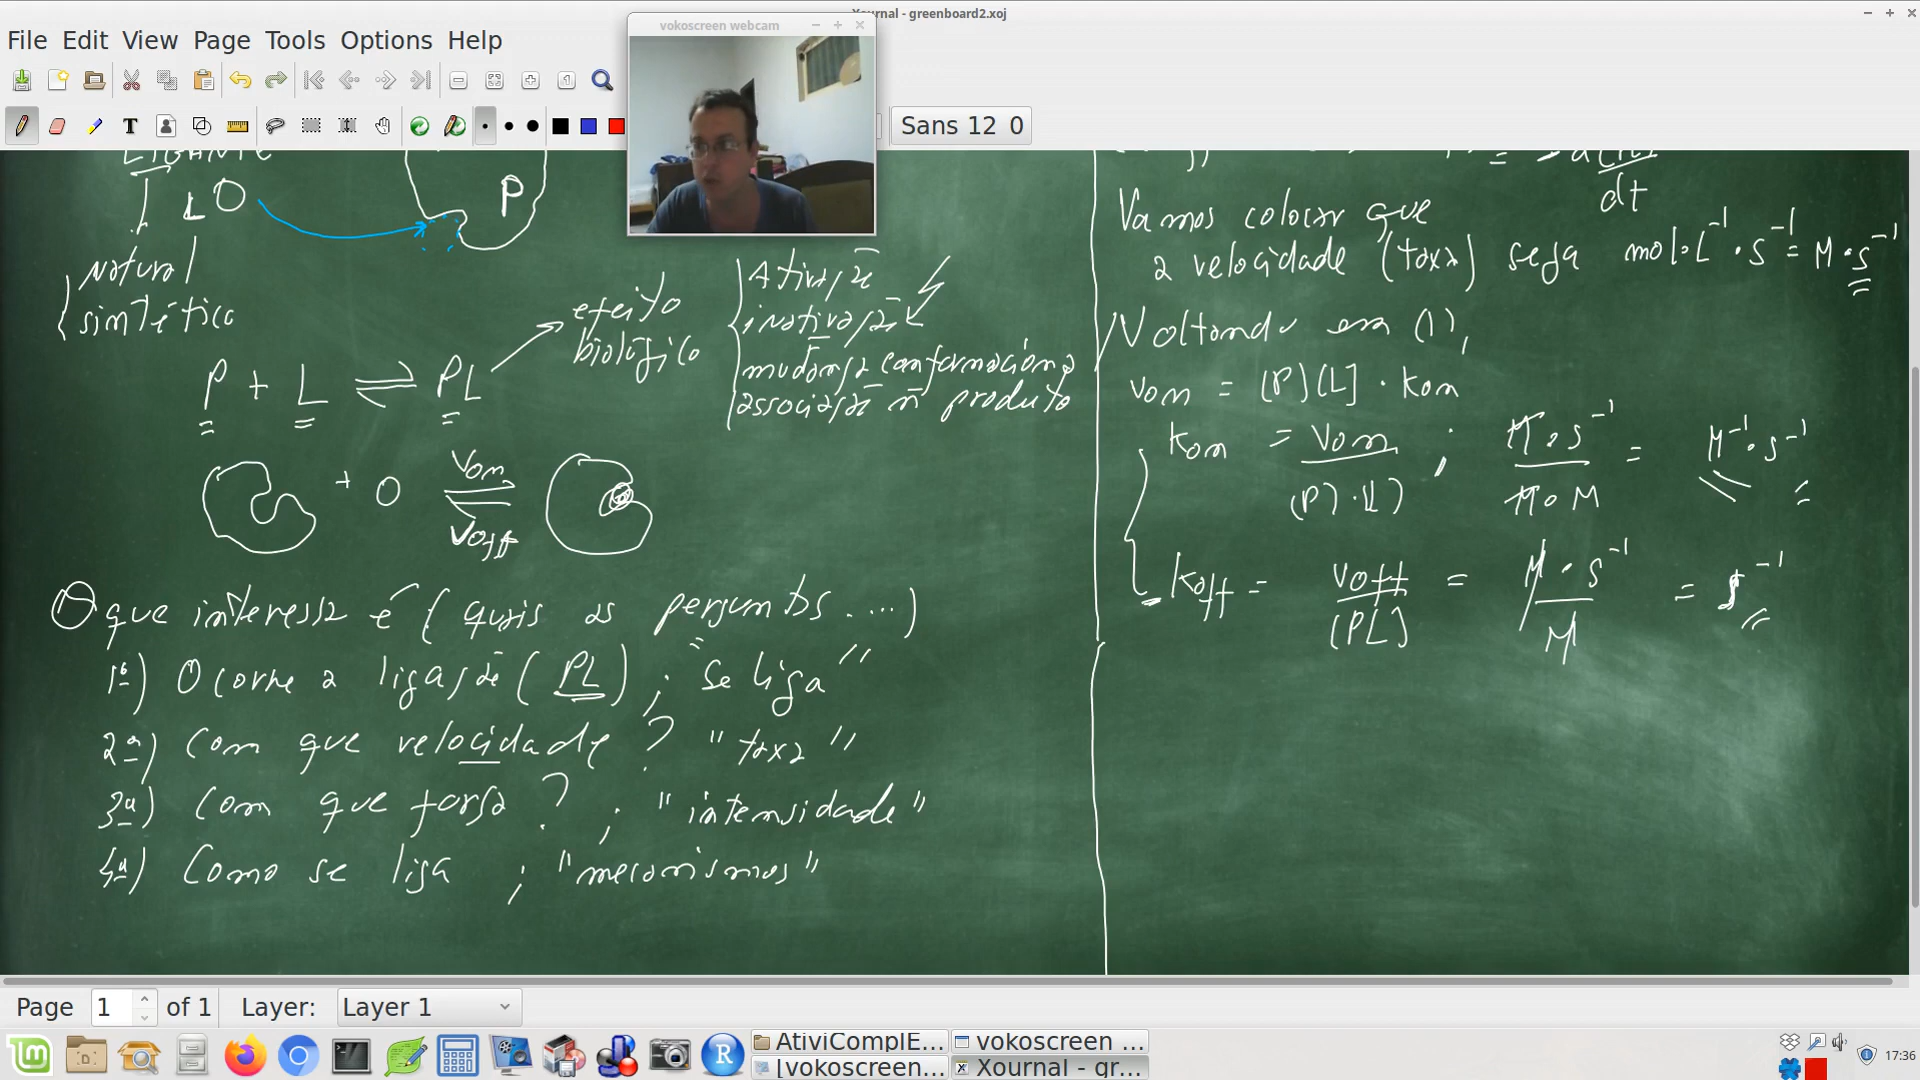 Xournal - greenboard2.xoj
vokoscreen webcam
File Edit View Page Tools Options Help
Sans 12 0
LIGANTE
L O
P
Natural
sintético
P + L ⇌ PL
efeito
biológico
Ativação
inativação
mudança conformacional
associação n produto
+ O Von
Voff
O que interessa é (quais as perguntas ....)
1ª) Ocorre a ligação (PL) ; "se liga"
2ª) Com que velocidade ? "taxa"
3ª) Com que força ? ; "intensidade"
4ª) Como se liga ; "mecanismos"
dt
Vamos colocar que
a velocidade (taxa) seja mol·L⁻¹·s⁻¹ = M·s⁻¹
Voltando em (1),
von = [P][L] · kon
kon = Von / [P]·[L] ; M·s⁻¹ / M·M = M⁻¹·s⁻¹
koff = voff / [PL] = M·s⁻¹ / M = s⁻¹
Page 1 of 1 Layer: Layer 1
AtiviComplE... vokoscreen ...
[vokoscreen... Xournal - gr...
17:36